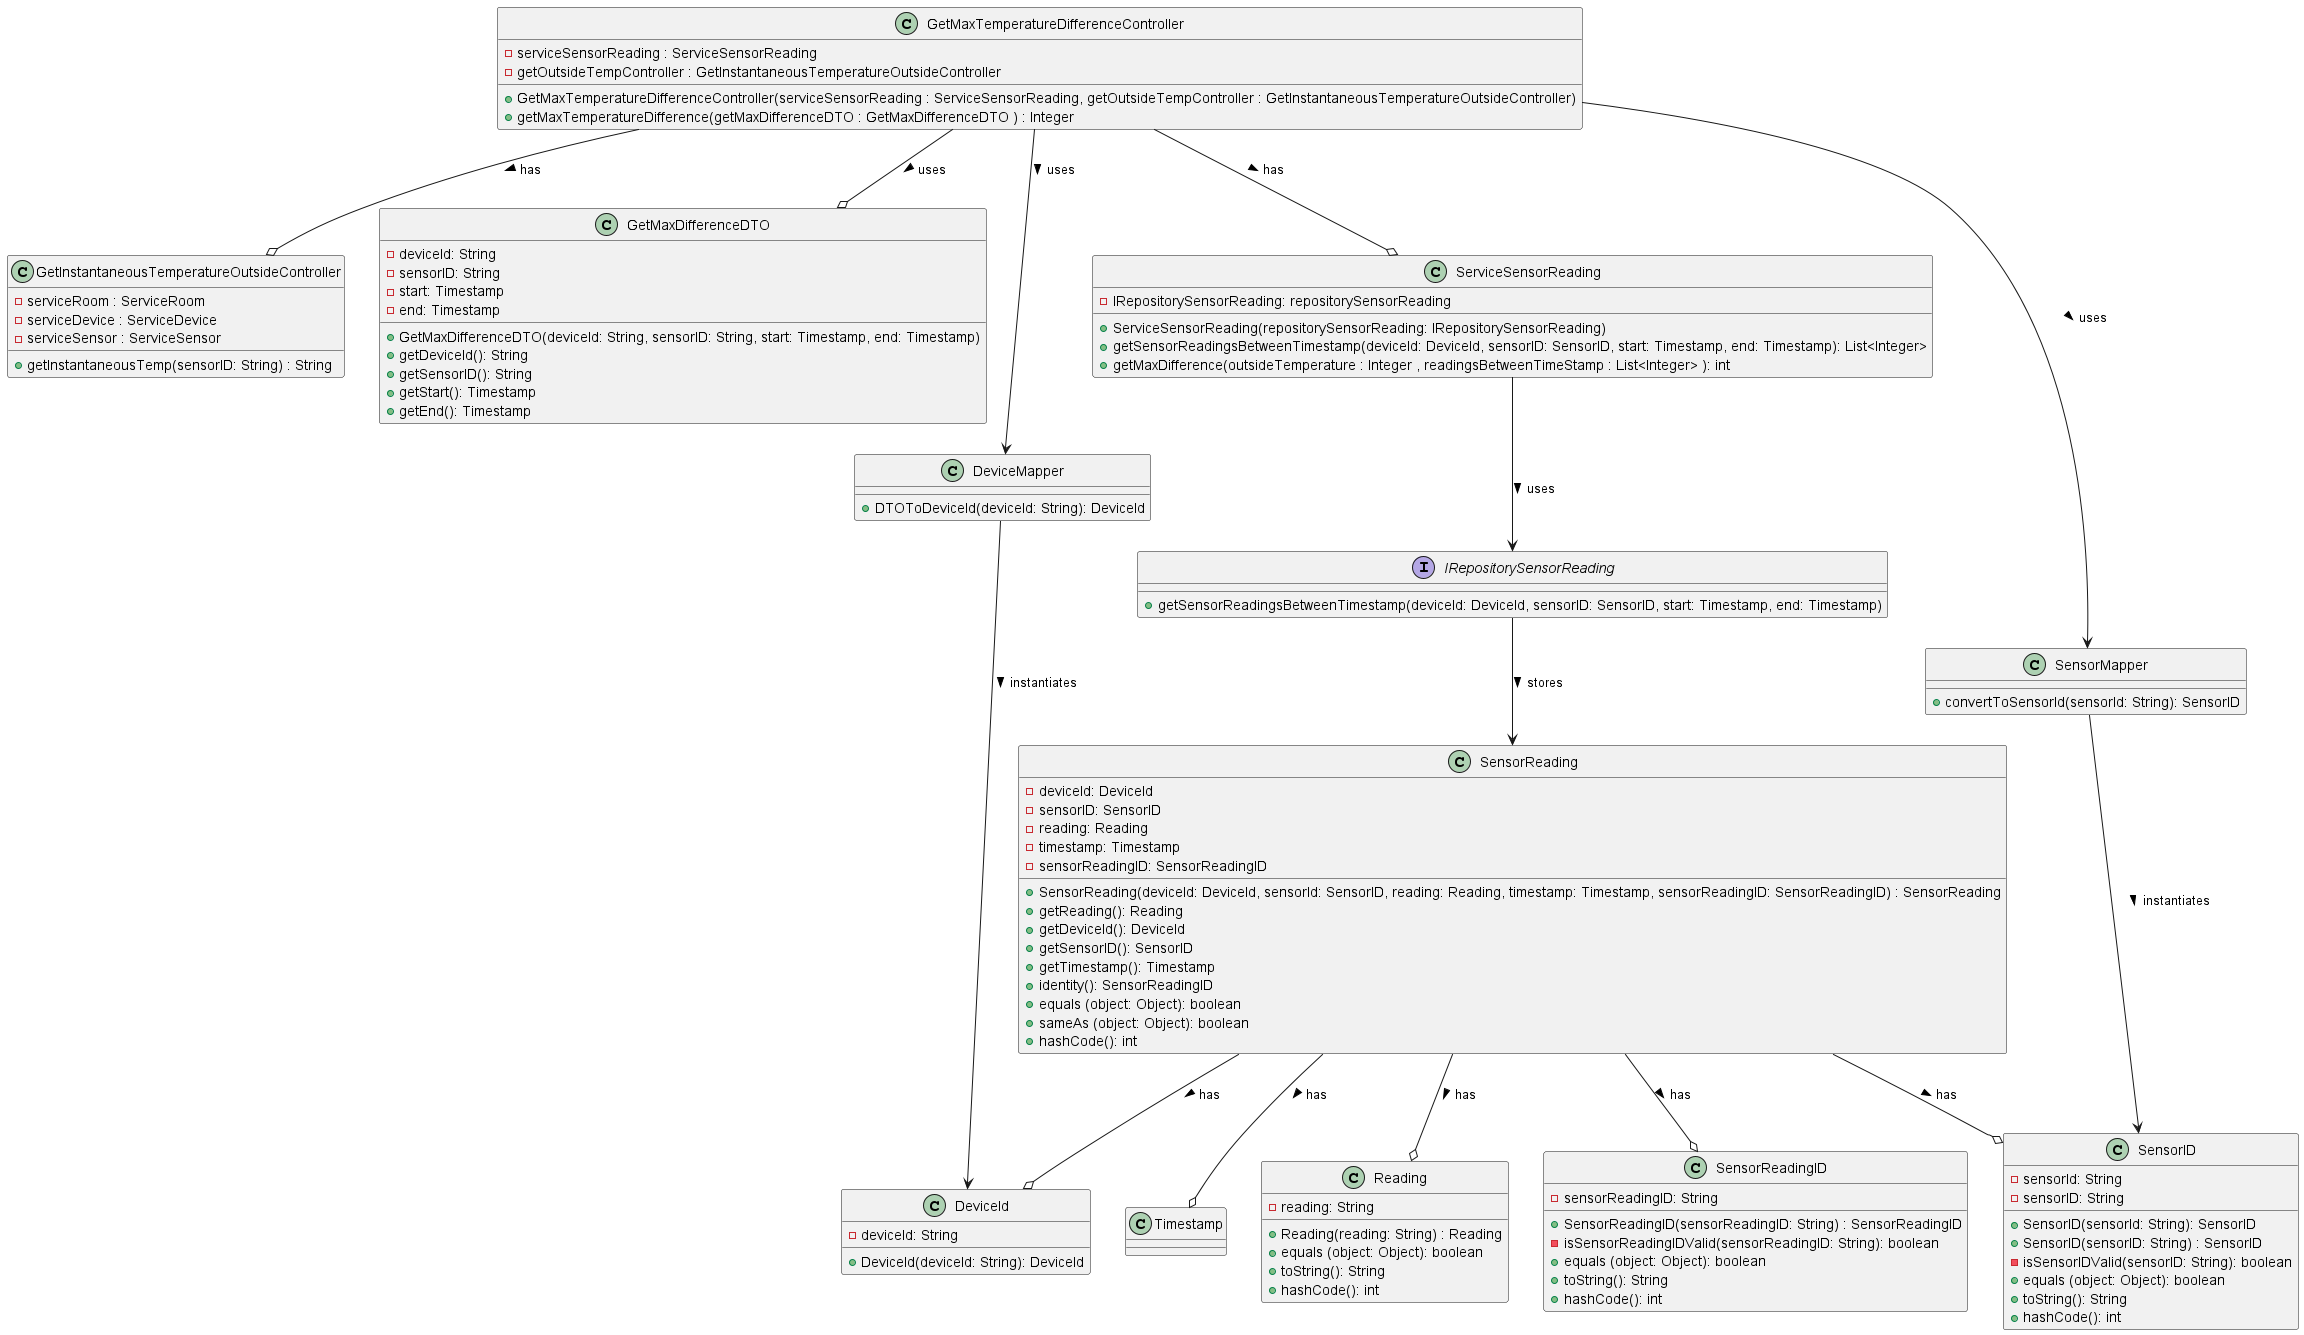 C GetMaxTemperatureDifferenceController
serviceSensorReading : ServiceSensorReading
getOutsideTempController : GetInstantaneousTemperatureOutsideController
GetMaxTemperatureDifferenceController(serviceSensorReading : ServiceSensorReading, getOutsideTempController : GetInstantaneousTemperatureOutsideController)
getMaxTemperatureDifference(getMaxDifferenceDTO : GetMaxDifferenceDTO ) : Integer
has
uses
uses
has
uses
C GetInstantaneousTemperatureOutsideController
serviceRoom : ServiceRoom
serviceDevice : ServiceDevice
serviceSensor : ServiceSensor
getInstantaneousTemp(sensorID: String) : String
C GetMaxDifferenceDTO
deviceId: String
sensorID: String
start: Timestamp
end: Timestamp
GetMaxDifferenceDTO(deviceId: String, sensorID: String, start: Timestamp, end: Timestamp)
getDeviceId(): String
getSensorID(): String
getStart(): Timestamp
getEnd(): Timestamp
C ServiceSensorReading
IRepositorySensorReading: repositorySensorReading
ServiceSensorReading(repositorySensorReading: IRepositorySensorReading)
getSensorReadingsBetweenTimestamp(deviceId: DeviceId, sensorID: SensorID, start: Timestamp, end: Timestamp): List<Integer>
getMaxDifference(outsideTemperature : Integer , readingsBetweenTimeStamp : List<Integer> ): int
C DeviceMapper
DTOToDeviceId(deviceId: String): DeviceId
uses
I IRepositorySensorReading
getSensorReadingsBetweenTimestamp(deviceId: DeviceId, sensorID: SensorID, start: Timestamp, end: Timestamp)
instantiates
stores
C SensorMapper
convertToSensorId(sensorId: String): SensorID
C SensorReading
deviceId: DeviceId
sensorID: SensorID
reading: Reading
timestamp: Timestamp
sensorReadingID: SensorReadingID
SensorReading(deviceId: DeviceId, sensorId: SensorID, reading: Reading, timestamp: Timestamp, sensorReadingID: SensorReadingID) : SensorReading
getReading(): Reading
getDeviceId(): DeviceId
getSensorID(): SensorID
getTimestamp(): Timestamp
identity(): SensorReadingID
equals (object: Object): boolean
sameAs (object: Object): boolean
hashCode(): int
instantiates
has
has
has
has
has
C DeviceId
deviceId: String
DeviceId(deviceId: String): DeviceId
C Timestamp
C Reading
reading: String
Reading(reading: String) : Reading
equals (object: Object): boolean
toString(): String
hashCode(): int
C SensorReadingID
sensorReadingID: String
SensorReadingID(sensorReadingID: String) : SensorReadingID
isSensorReadingIDValid(sensorReadingID: String): boolean
equals (object: Object): boolean
toString(): String
hashCode(): int
C SensorID
sensorId: String
sensorID: String
SensorID(sensorId: String): SensorID
SensorID(sensorID: String) : SensorID
isSensorIDValid(sensorID: String): boolean
equals (object: Object): boolean
toString(): String
hashCode(): int